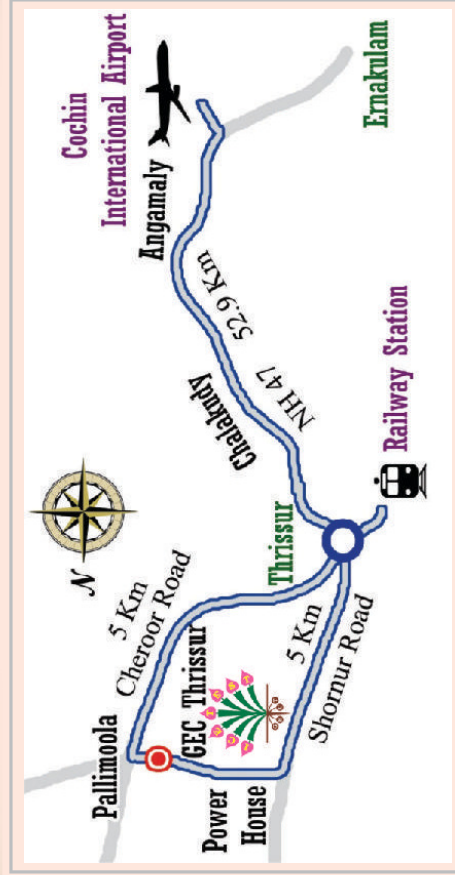 N
Cochin
International Airport
Angamaly
Ernakulam
52.9 Km
NH 47
Chalakudy
Railway Station
Thrissur
5 Km
Cheroor Road
5 Km
Shornur Road
GEC Thrissur
Pallimoola
Power
House